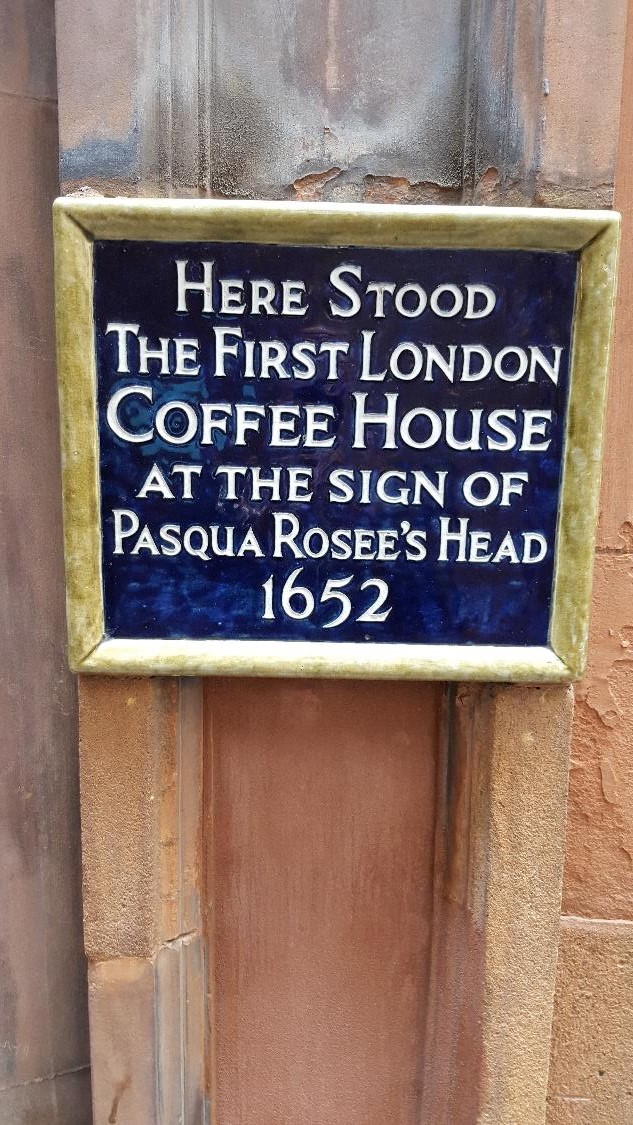 HERE STOOD
THE FIRST LONDON
COFFEE HOUSE
AT THE SIGN OF
PASQUA ROSEE'S HEAD
1652